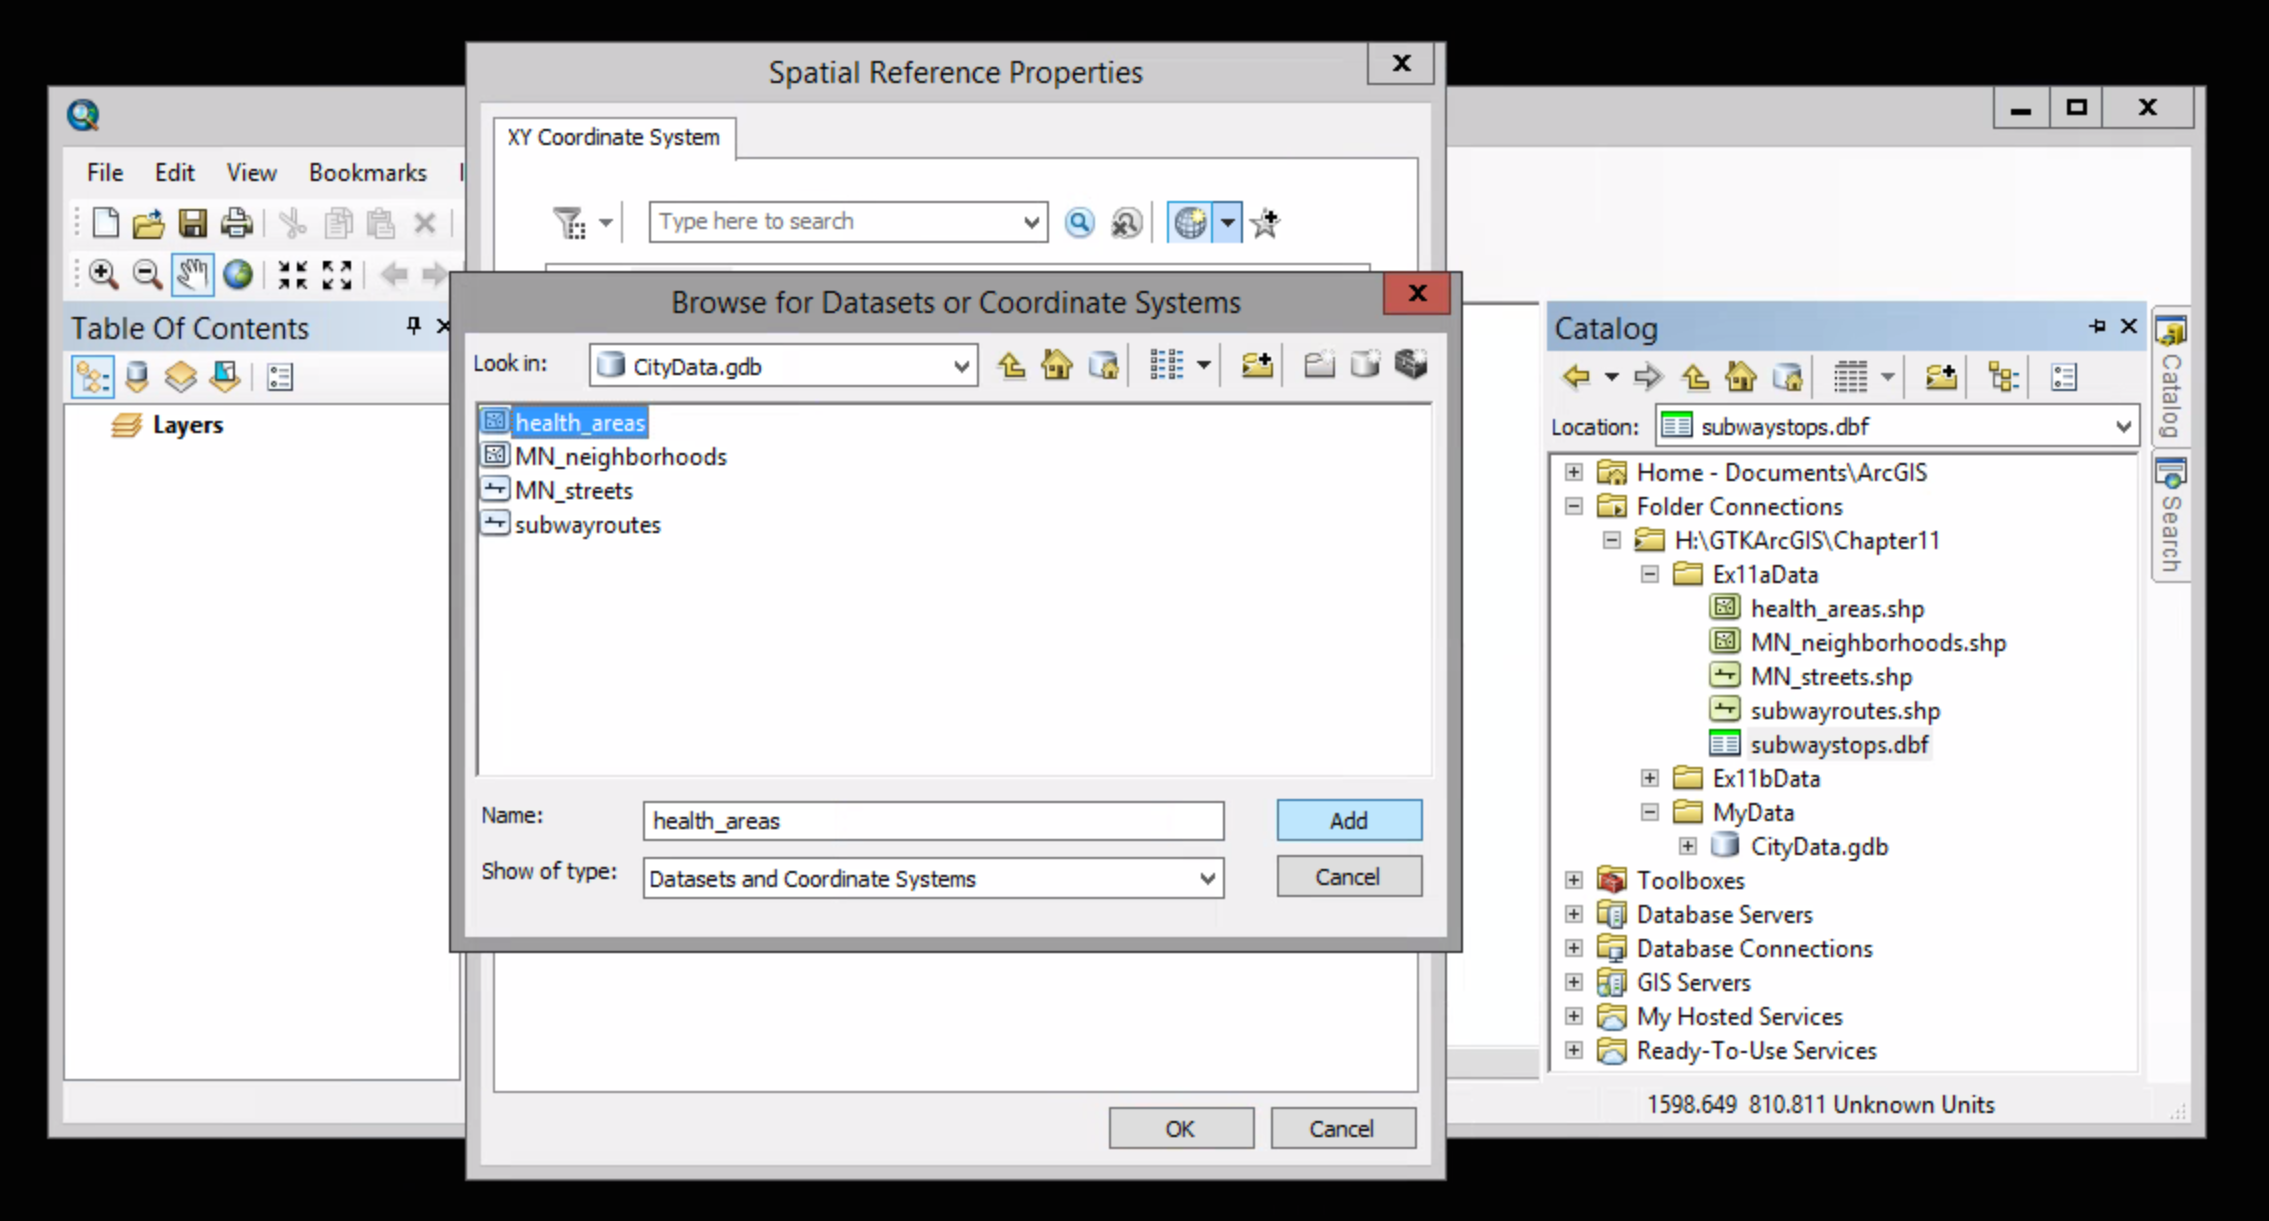 Spatial Reference Properties
XY Coordinate System
File Edit View Bookmarks
Type here to search
Browse for Datasets or Coordinate Systems
Table Of Contents
Look in: CityData.gdb
Layers
health_areas
MN_neighborhoods
MN_streets
subwayroutes
Name: health_areas
Add
Show of type: Datasets and Coordinate Systems
Cancel
OK
Cancel
Catalog
Location: subwaystops.dbf
Home - Documents\ArcGIS
Folder Connections
H:\GTKArcGIS\Chapter11
Ex11aData
health_areas.shp
MN_neighborhoods.shp
MN_streets.shp
subwayroutes.shp
subwaystops.dbf
Ex11bData
MyData
CityData.gdb
Toolboxes
Database Servers
Database Connections
GIS Servers
My Hosted Services
Ready-To-Use Services
1598.649 810.811 Unknown Units
Catalog
Search